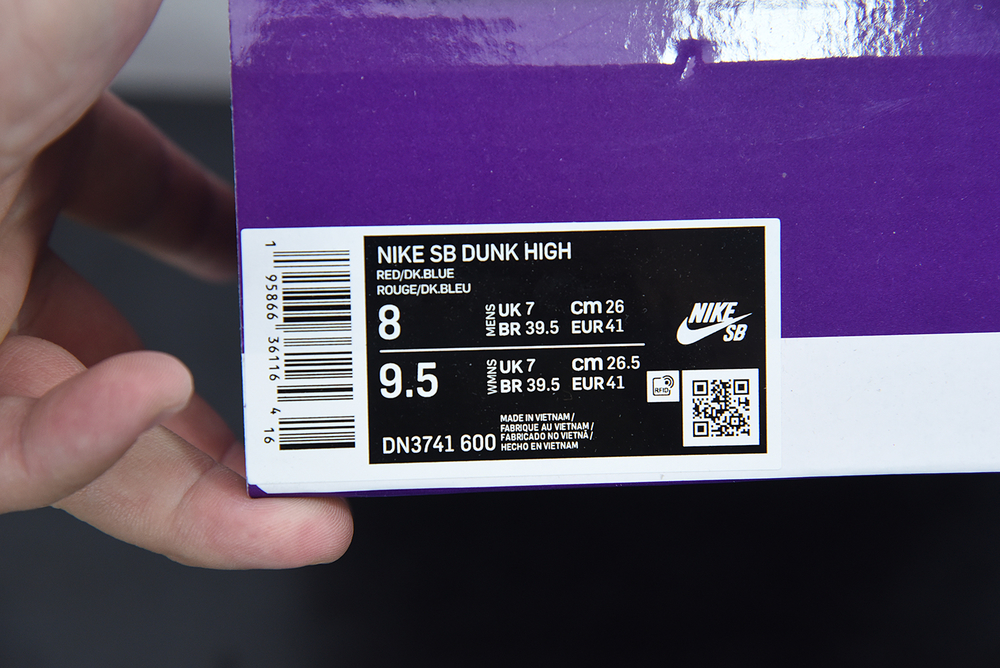 1 95866 36116 4 16
NIKE SB DUNK HIGH
RED/DK.BLUE
ROUGE/DK.BLEU
8 MENS UK 7 cm 26
BR 39.5 EUR 41
9.5 WMNS UK 7 cm 26.5
BR 39.5 EUR 41
NIKE
SB
RFID
DN3741 600
MADE IN VIETNAM/
FABRIQUE AU VIETNAM/
FABRICADO NO VIETNÃ/
HECHO EN VIETNAM